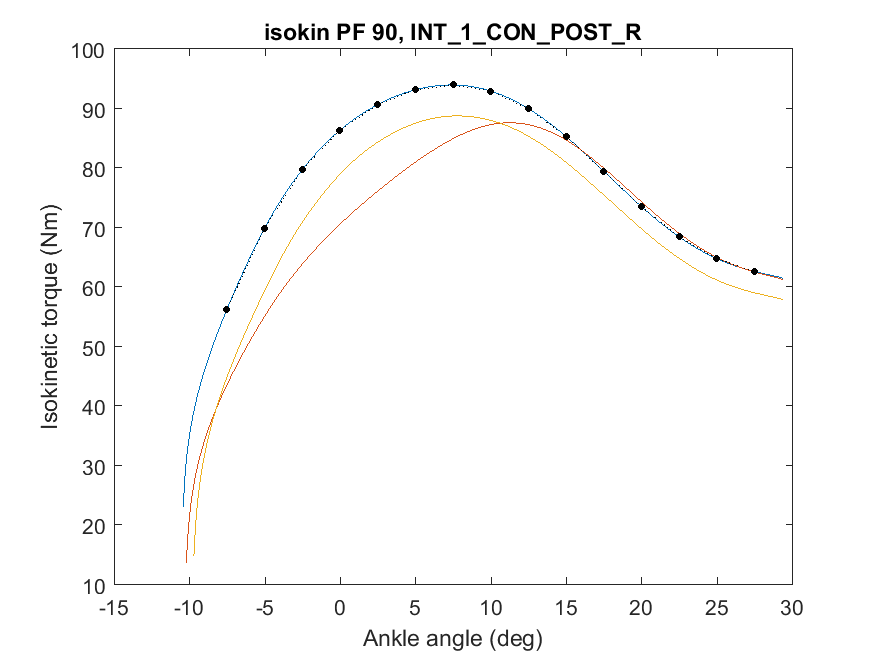 isokin PF 90, INT_1_CON_POST_R
100
90
80
70
60
50
40
30
20
10
Isokinetic torque (Nm)
-15 -10 -5 0 5 10 15 20 25 30
Ankle angle (deg)